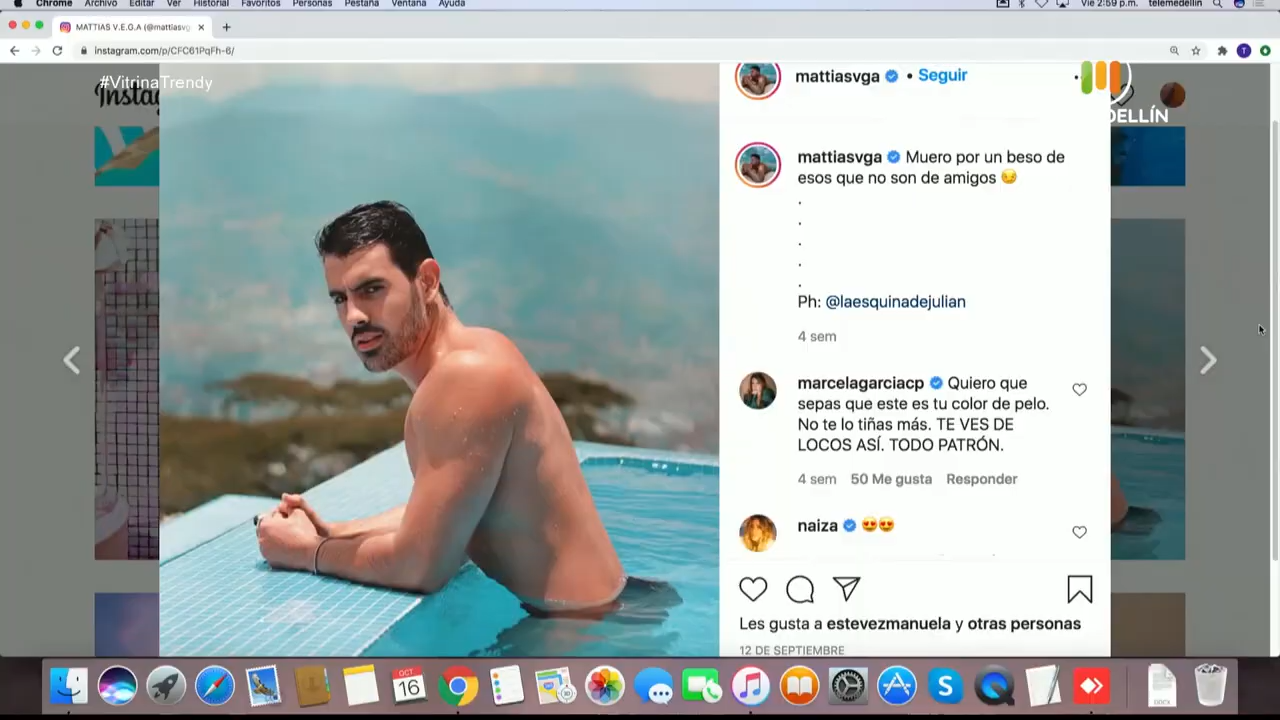 Chrome Archivo Editar Ver Historial Favoritos Personas Pestaña Ventana Ayuda Vie 2:59 p.m. telemedellin
MATTIAS V.E.G.A (@mattiasvg
instagram.com/p/CFC61PqFh-6/
T
#VitrinaTrendy
mattiasvga • Seguir
mattiasvga Muero por un beso de
esos que no son de amigos 😏
.
.
.
.
.
Ph: @laesquinadejulian
4 sem
marcelagarciacp Quiero que
sepas que este es tu color de pelo.
No te lo tiñas más. TE VES DE
LOCOS ASÍ. TODO PATRÓN.
4 sem 50 Me gusta Responder
naiza 😍😍
Les gusta a estevezmanuela y otras personas
12 DE SEPTIEMBRE
OCT
16
DOCX